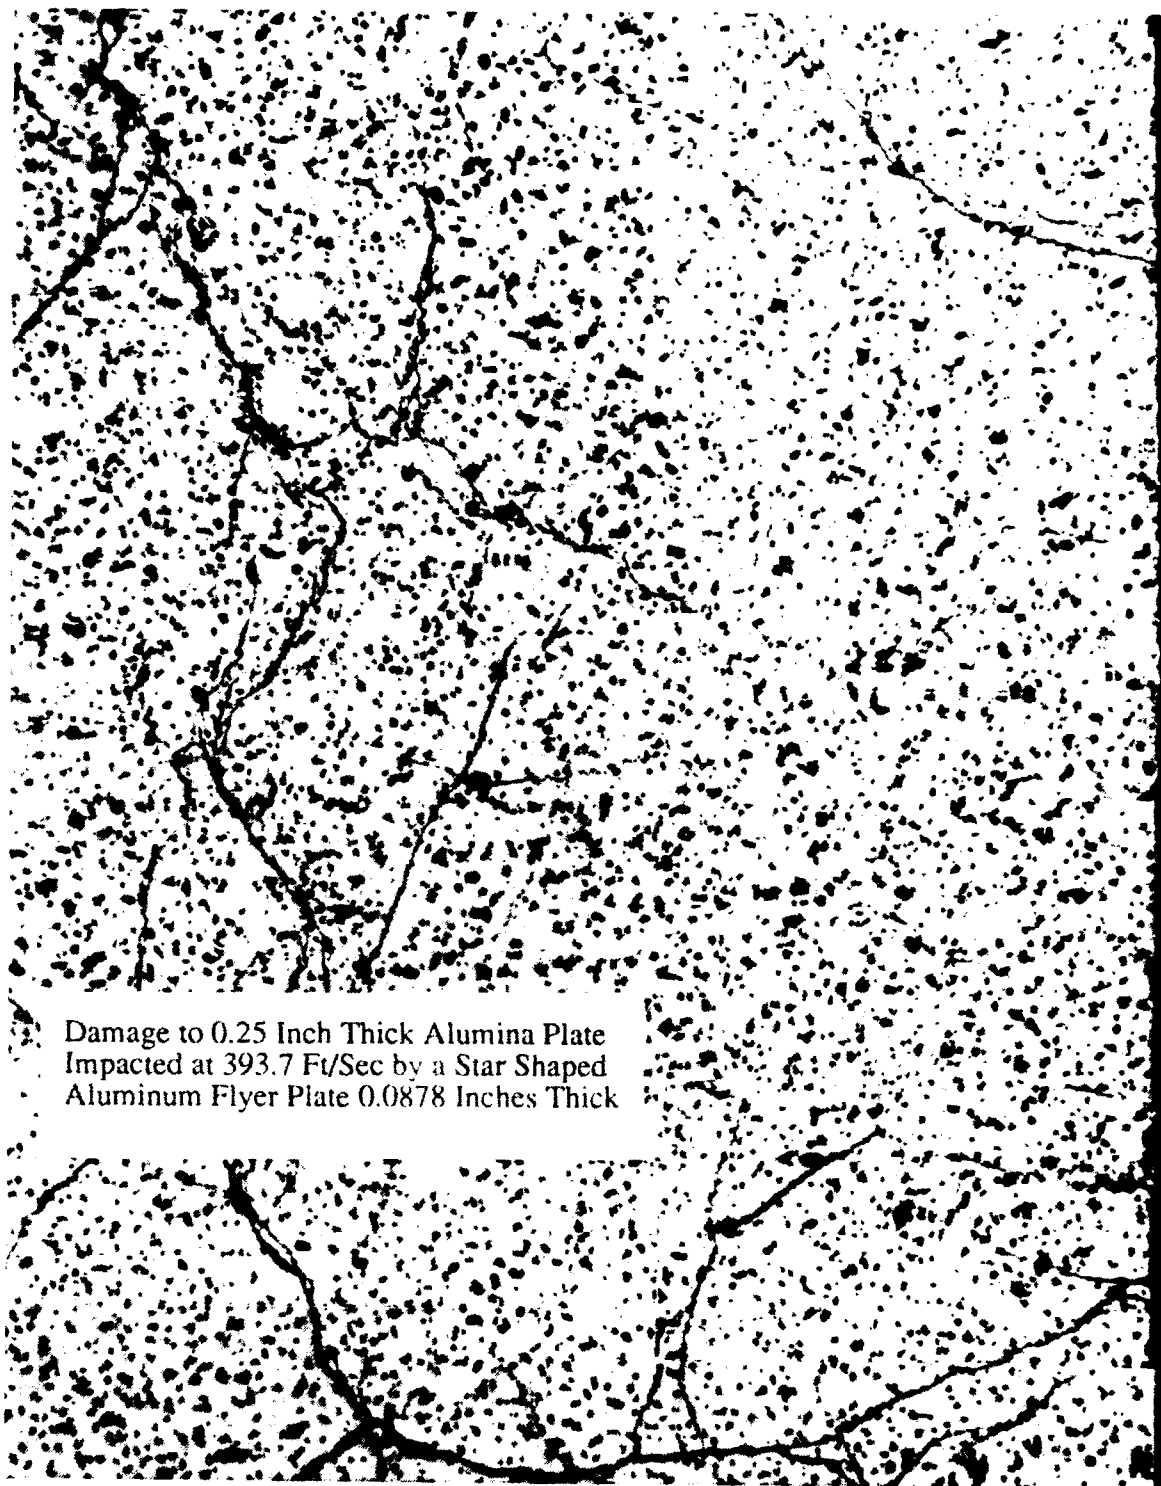 Damage to 0.25 Inch Thick Alumina Plate
Impacted at 393.7 Ft/Sec by a Star Shaped
Aluminum Flyer Plate 0.0878 Inches Thick